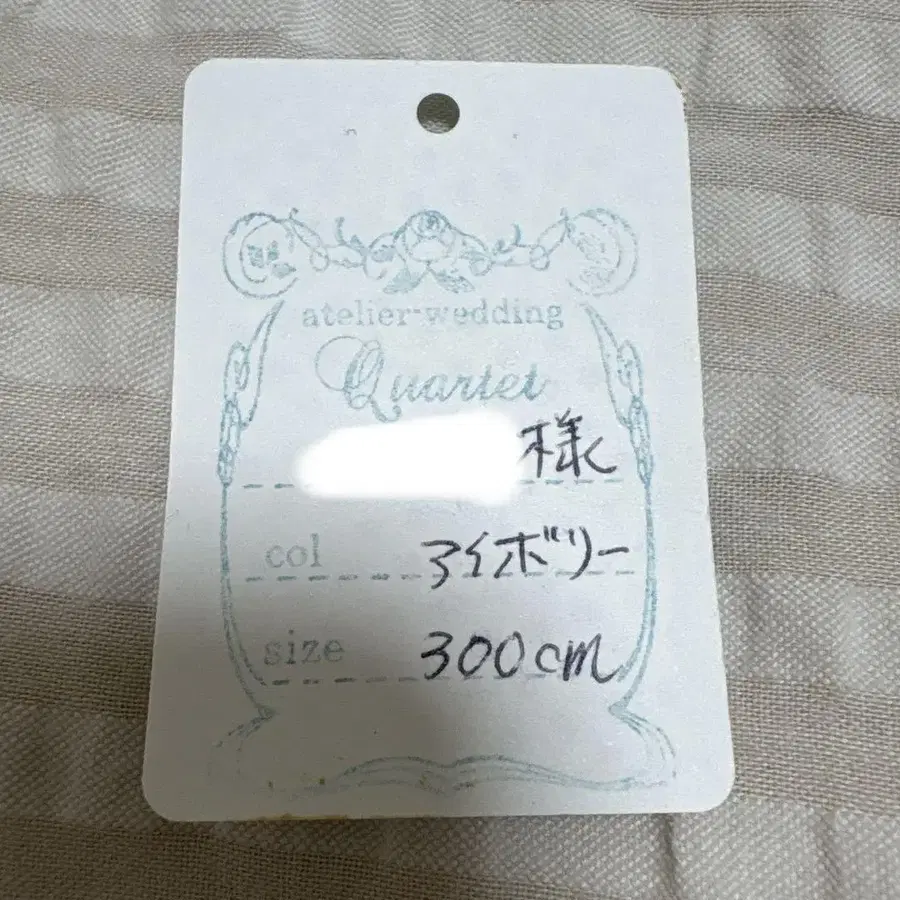 atelier-wedding
Quartet
様
col アイボリー
size 300cm